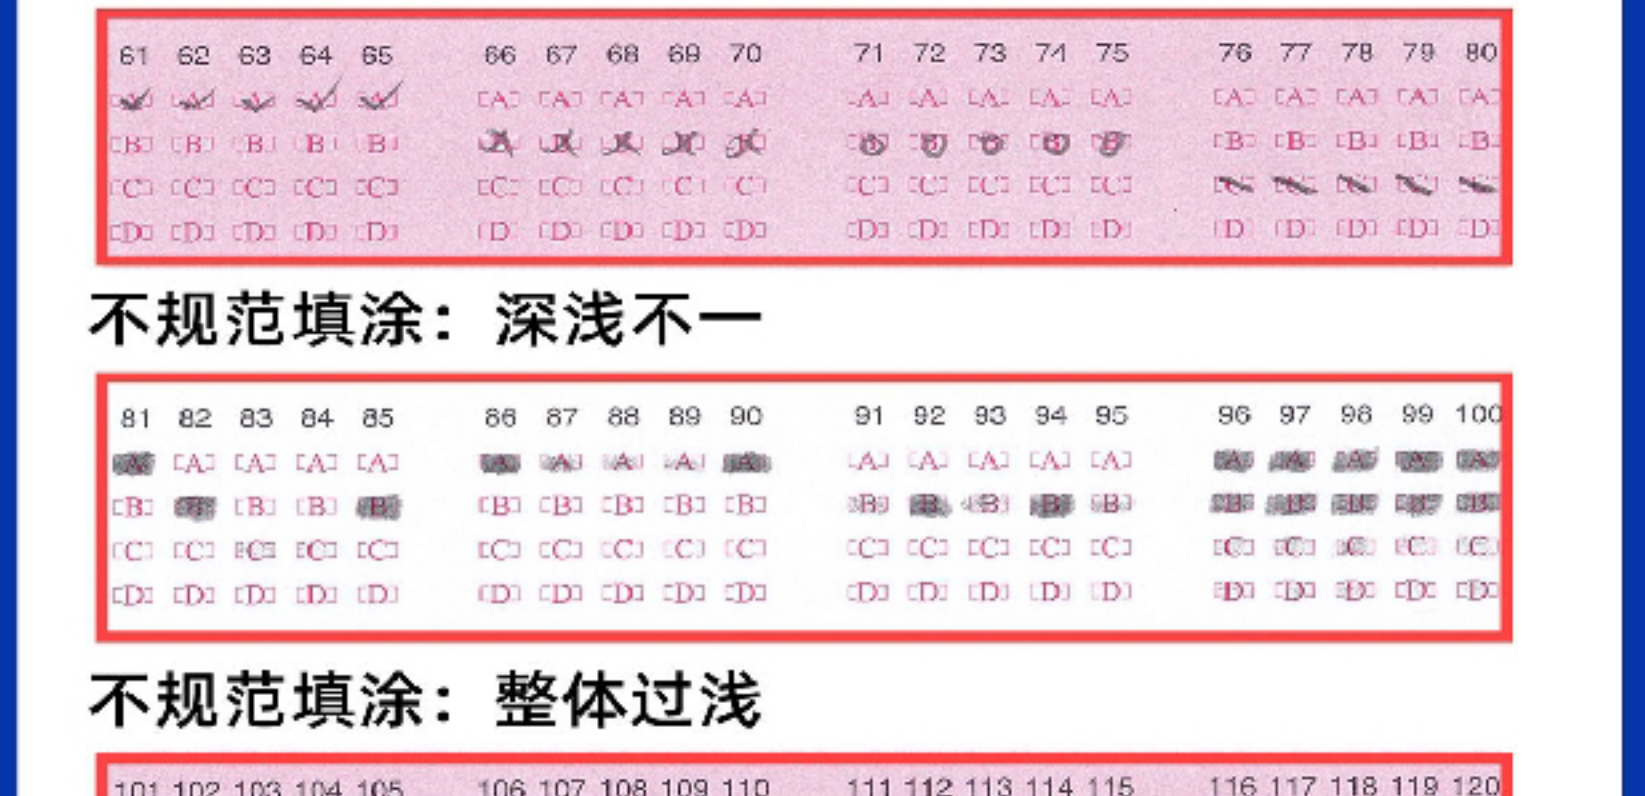 61 62 63 64 65 66 67 68 69 70 71 72 73 74 75 76 77 78 79 80
[A] [A] [A] [A] [A] [A] [A] [A] [A] [A] [A] [A] [A] [A] [A]
[B] [B] [B] [B] [B] [B] [B] [B] [B] [B] [B] [B] [B] [B] [B]
[C] [C] [C] [C] [C] [C] [C] [C] [C] [C] [C] [C] [C] [C] [C]
[D] [D] [D] [D] [D] [D] [D] [D] [D] [D] [D] [D] [D] [D] [D] [D] [D] [D] [D] [D]
不规范填涂：深浅不一
81 82 83 84 85 86 87 88 89 90 91 92 93 94 95 96 97 98 99 100
[A] [A] [A] [A] [A] [A] [A] [A] [A] [A] [A] [A] [A] [A] [A] [A] [A] [A] [A] [A]
[B] [B] [B] [B] [B] [B] [B] [B] [B] [B] [B] [B] [B] [B] [B] [B] [B] [B] [B] [B]
[C] [C] [C] [C] [C] [C] [C] [C] [C] [C] [C] [C] [C] [C] [C] [C] [C] [C] [C] [C]
[D] [D] [D] [D] [D] [D] [D] [D] [D] [D] [D] [D] [D] [D] [D] [D] [D] [D] [D] [D]
不规范填涂：整体过浅
101 102 103 104 105 106 107 108 109 110 111 112 113 114 115 116 117 118 119 120